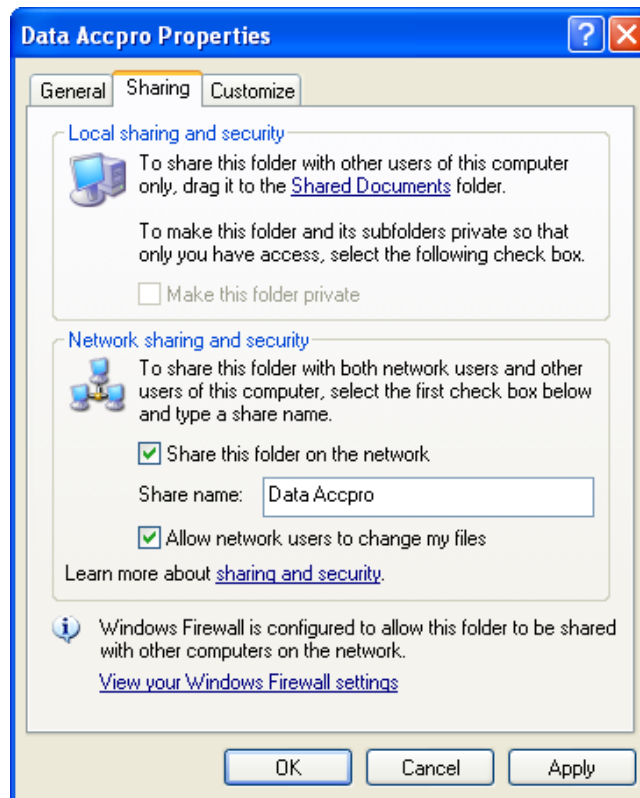 Data Accpro Properties
General Sharing Customize
Local sharing and security
To share this folder with other users of this computer
only, drag it to the Shared Documents folder.
To make this folder and its subfolders private so that
only you have access, select the following check box.
Make this folder private
Network sharing and security
To share this folder with both network users and other
users of this computer, select the first check box below
and type a share name.
Share this folder on the network
Share name: Data Accpro
Allow network users to change my files
Learn more about sharing and security.
Windows Firewall is configured to allow this folder to be shared
with other computers on the network.
View your Windows Firewall settings
OK Cancel Apply